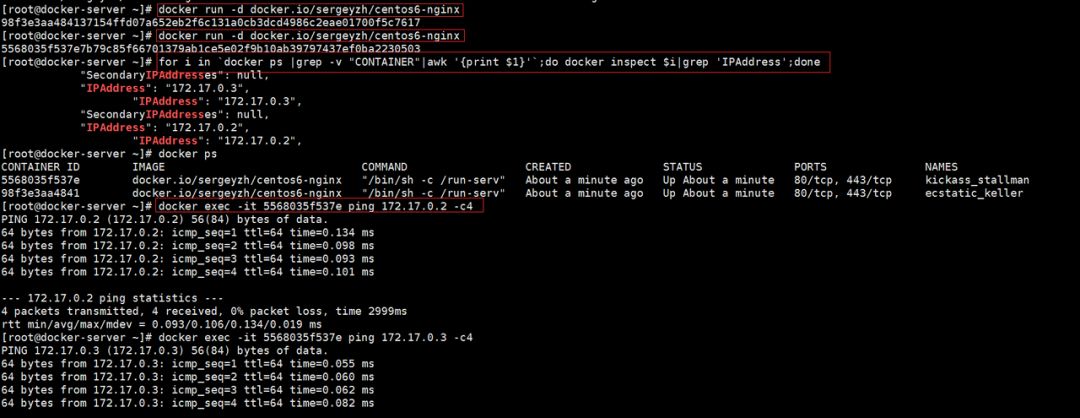 [root@docker-server ~]# docker run -d docker.io/sergeyzh/centos6-nginx
98f3e3aa484137154ffd07a652eb2f6c131a0cb3dcd4986c2eae01700f5c7617
[root@docker-server ~]# docker run -d docker.io/sergeyzh/centos6-nginx
5568035f537e7b79c85f66701379ab1ce5e02f9b10ab39797437ef0ba2230503
[root@docker-server ~]# for i in `docker ps |grep -v "CONTAINER"|awk '{print $1}'`;do docker inspect $i|grep 'IPAddress';done
"SecondaryIPAddresses": null,
"IPAddress": "172.17.0.3",
"IPAddress": "172.17.0.3",
"SecondaryIPAddresses": null,
"IPAddress": "172.17.0.2",
"IPAddress": "172.17.0.2",
[root@docker-server ~]# docker ps
CONTAINER ID IMAGE COMMAND CREATED STATUS PORTS NAMES
5568035f537e docker.io/sergeyzh/centos6-nginx "/bin/sh -c /run-serv" About a minute ago Up About a minute 80/tcp, 443/tcp kickass_stallman
98f3e3aa4841 docker.io/sergeyzh/centos6-nginx "/bin/sh -c /run-serv" About a minute ago Up About a minute 80/tcp, 443/tcp ecstatic_keller
[root@docker-server ~]# docker exec -it 5568035f537e ping 172.17.0.2 -c4
PING 172.17.0.2 (172.17.0.2) 56(84) bytes of data.
64 bytes from 172.17.0.2: icmp_seq=1 ttl=64 time=0.134 ms
64 bytes from 172.17.0.2: icmp_seq=2 ttl=64 time=0.098 ms
64 bytes from 172.17.0.2: icmp_seq=3 ttl=64 time=0.093 ms
64 bytes from 172.17.0.2: icmp_seq=4 ttl=64 time=0.101 ms
--- 172.17.0.2 ping statistics ---
4 packets transmitted, 4 received, 0% packet loss, time 2999ms
rtt min/avg/max/mdev = 0.093/0.106/0.134/0.019 ms
[root@docker-server ~]# docker exec -it 5568035f537e ping 172.17.0.3 -c4
PING 172.17.0.3 (172.17.0.3) 56(84) bytes of data.
64 bytes from 172.17.0.3: icmp_seq=1 ttl=64 time=0.055 ms
64 bytes from 172.17.0.3: icmp_seq=2 ttl=64 time=0.060 ms
64 bytes from 172.17.0.3: icmp_seq=3 ttl=64 time=0.062 ms
64 bytes from 172.17.0.3: icmp_seq=4 ttl=64 time=0.082 ms